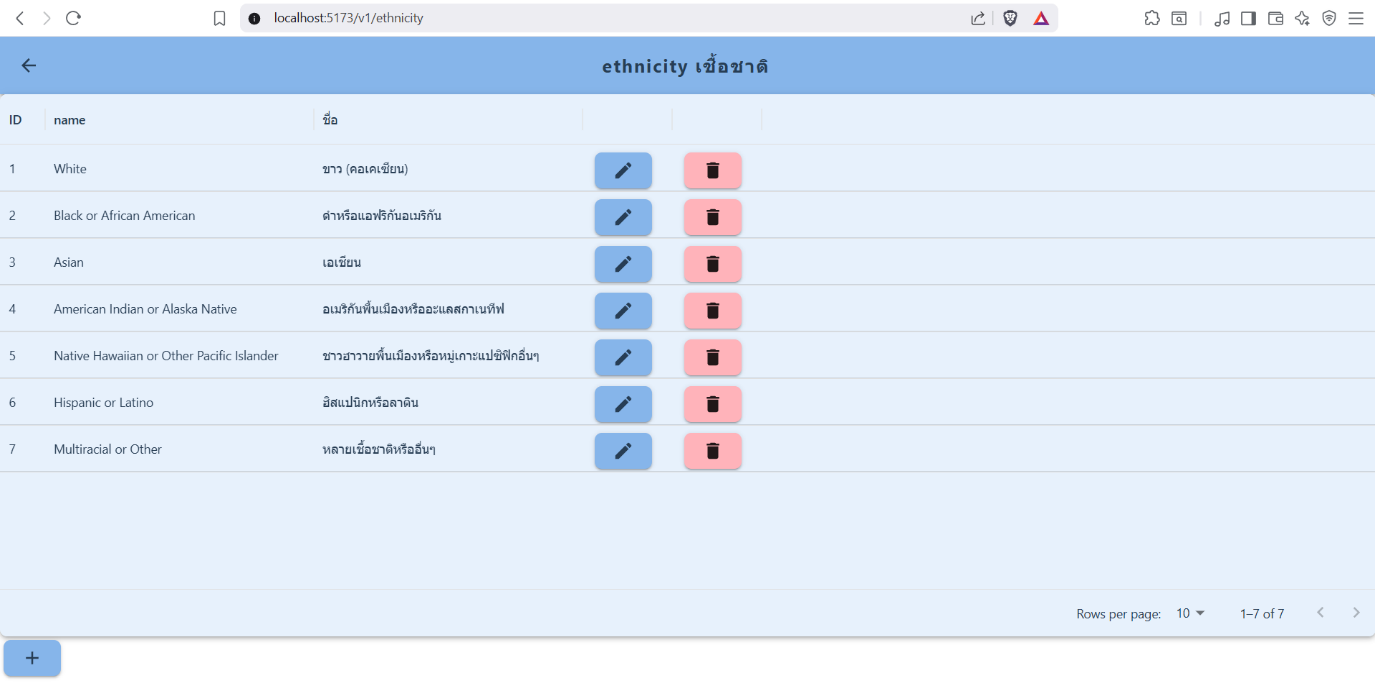 localhost:5173/v1/ethnicity
ethnicity เชื้อชาติ
ID name ชื่อ
1 White ขาว (คอเคเซียน)
2 Black or African American ดำหรือแอฟริกันอเมริกัน
3 Asian เอเชียน
4 American Indian or Alaska Native อเมริกันพื้นเมืองหรืออะแลสกาเนทีฟ
5 Native Hawaiian or Other Pacific Islander ชาวฮาวายพื้นเมืองหรือหมู่เกาะแปซิฟิกอื่นๆ
6 Hispanic or Latino ฮิสแปนิกหรือลาติน
7 Multiracial or Other หลายเชื้อชาติหรืออื่นๆ
Rows per page: 10 1–7 of 7